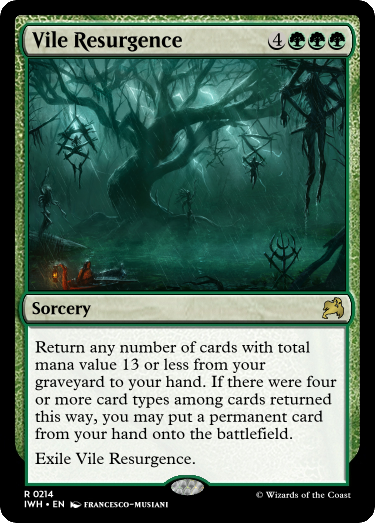 Vile Resurgence 4
Sorcery
Return any number of cards with total
mana value 13 or less from your
graveyard to your hand. If there were four
or more card types among cards returned
this way, you may put a permanent card
from your hand onto the battlefield.
Exile Vile Resurgence.
R 0214
IWH • EN FRANCESCO-MUSIANI
© Wizards of the Coast